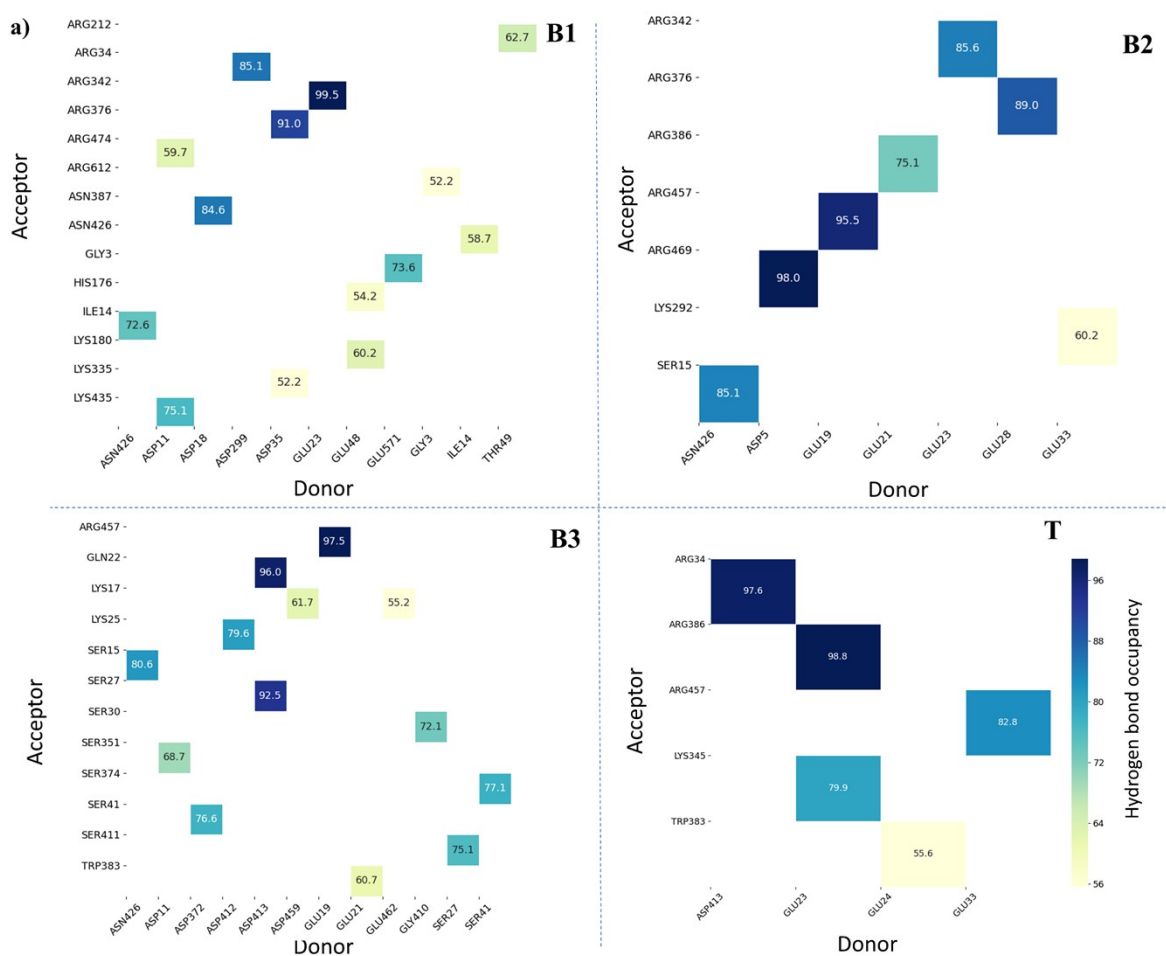 a)
B1
Acceptor
ARG212
ARG34
ARG342
ARG376
ARG474
ARG612
ASN387
ASN426
GLY3
HIS176
ILE14
LYS180
LYS335
LYS435
62.7
85.1
99.5
91.0
59.7
52.2
84.6
58.7
73.6
54.2
72.6
60.2
52.2
75.1
ASN426
ASP11
ASP18
ASP299
ASP35
GLU23
GLU48
GLU571
GLY3
ILE14
THR49
Donor
B2
Acceptor
ARG342
ARG376
ARG386
ARG457
ARG469
LYS292
SER15
85.6
89.0
75.1
95.5
98.0
60.2
85.1
ASN426
ASP5
GLU19
GLU21
GLU23
GLU28
GLU33
Donor
B3
Acceptor
ARG457
GLN22
LYS17
LYS25
SER15
SER27
SER30
SER351
SER374
SER41
SER411
TRP383
97.5
96.0
61.7 55.2
79.6
80.6
92.5
72.1
68.7
77.1
76.6
75.1
60.7
ASN426
ASP11
ASP372
ASP412
ASP413
ASP459
GLU19
GLU21
GLU462
GLY410
SER27
SER41
Donor
T
Acceptor
ARG34
ARG386
ARG457
LYS345
TRP383
97.6
98.8
82.8
79.9
55.6
ASP413
GLU23
GLU24
GLU33
Donor
96
88
80
72
64
56
Hydrogen bond occupancy